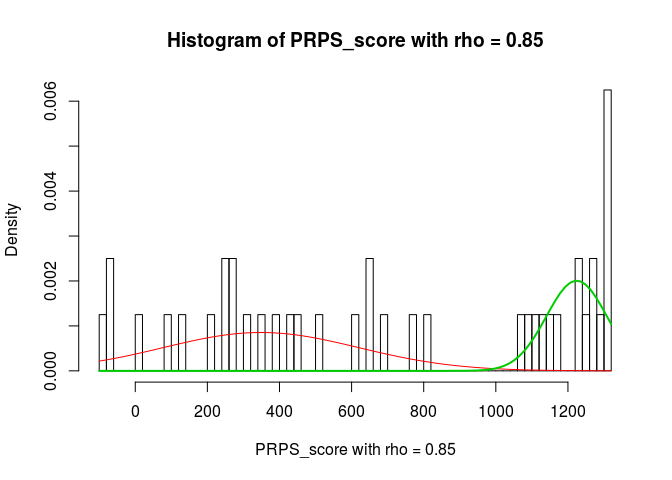 Histogram of PRPS_score with rho = 0.85
Density
0.006
0.004
0.002
0.000
0 200 400 600 800 1000 1200
PRPS_score with rho = 0.85